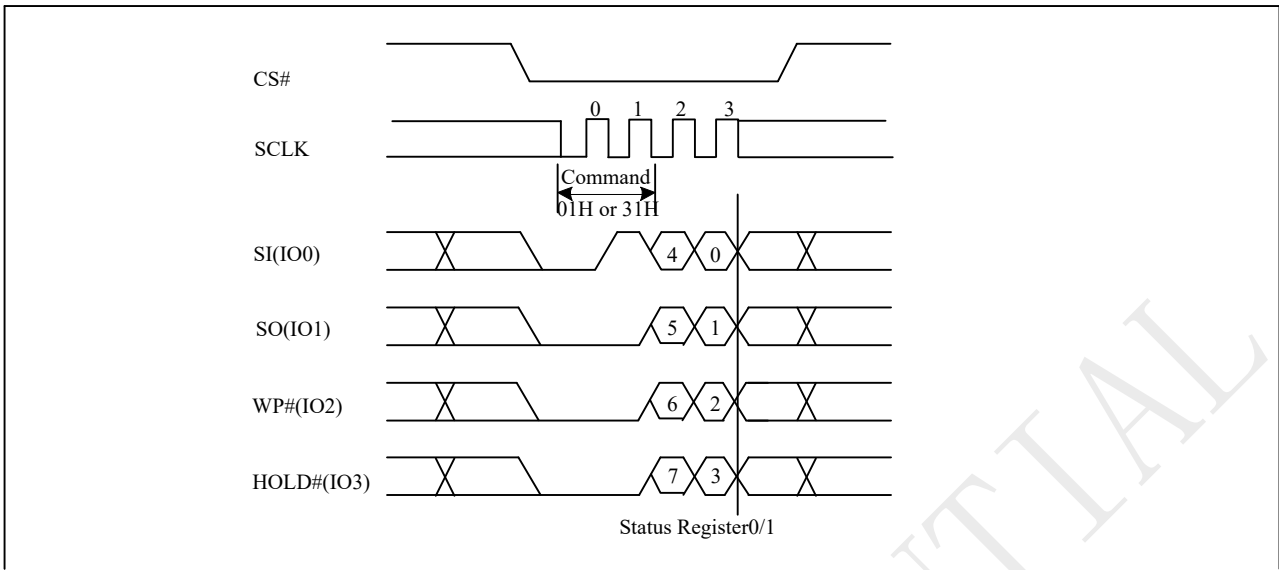 CS#
0 1 2 3
SCLK
Command
01H or 31H
SI(IO0) 4 0
SO(IO1) 5 1
WP#(IO2) 6 2
HOLD#(IO3) 7 3
Status Register0/1